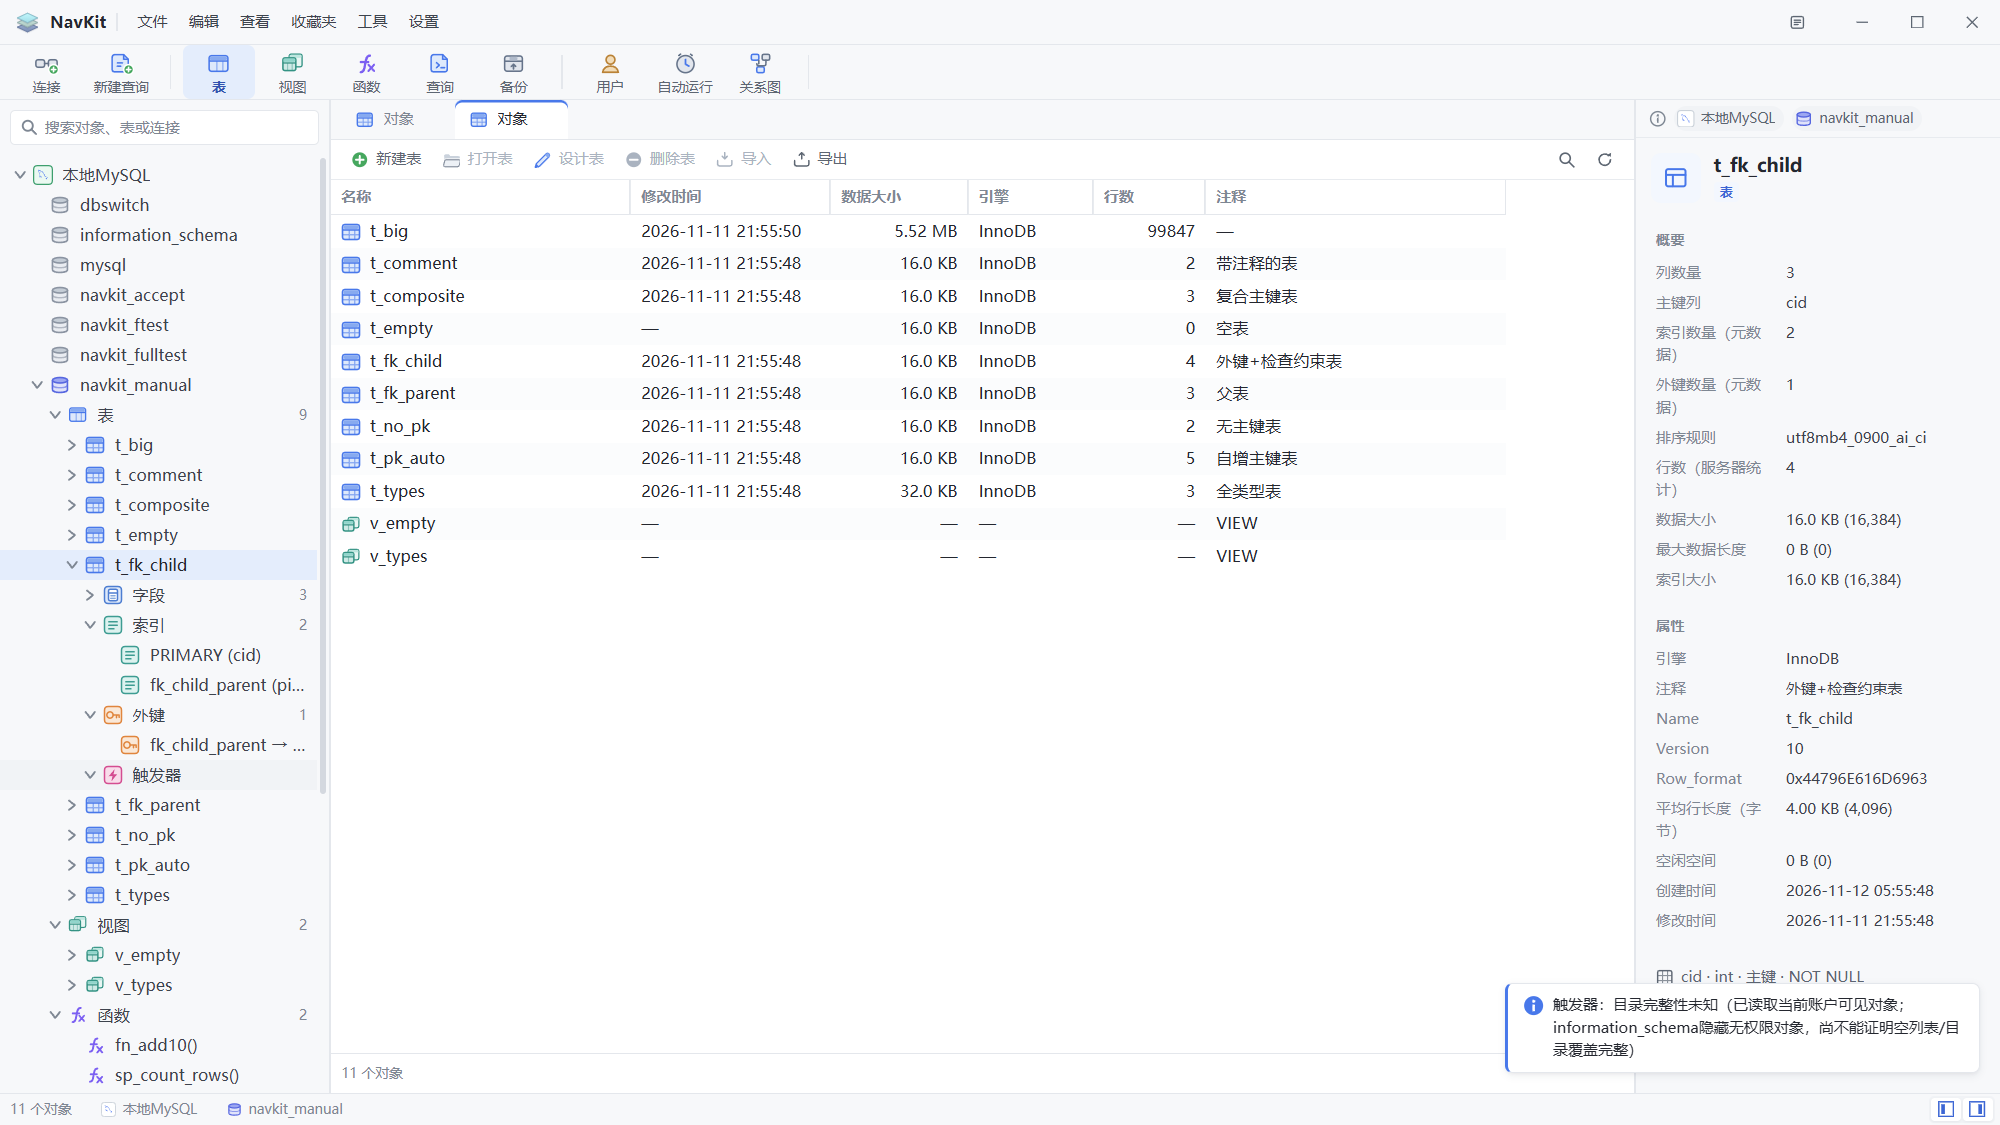 NavKit 文件 编辑 查看 收藏夹 工具 设置
连接 新建查询 表 视图 函数 查询 备份 用户 自动运行 关系图
搜索对象、表或连接
本地MySQL
dbswitch
information_schema
mysql
navkit_accept
navkit_ftest
navkit_fulltest
navkit_manual
表 9
t_big
t_comment
t_composite
t_empty
t_fk_child
字段 3
索引 2
PRIMARY (cid)
fk_child_parent (pi...
外键 1
fk_child_parent → ...
触发器
t_fk_parent
t_no_pk
t_pk_auto
t_types
视图 2
v_empty
v_types
函数 2
fn_add10()
sp_count_rows()
对象 对象
新建表 打开表 设计表 删除表 导入 导出
名称 修改时间 数据大小 引擎 行数 注释
t_big 2026-11-11 21:55:50 5.52 MB InnoDB 99847 —
t_comment 2026-11-11 21:55:48 16.0 KB InnoDB 2 带注释的表
t_composite 2026-11-11 21:55:48 16.0 KB InnoDB 3 复合主键表
t_empty — 16.0 KB InnoDB 0 空表
t_fk_child 2026-11-11 21:55:48 16.0 KB InnoDB 4 外键+检查约束表
t_fk_parent 2026-11-11 21:55:48 16.0 KB InnoDB 3 父表
t_no_pk 2026-11-11 21:55:48 16.0 KB InnoDB 2 无主键表
t_pk_auto 2026-11-11 21:55:48 16.0 KB InnoDB 5 自增主键表
t_types 2026-11-11 21:55:48 32.0 KB InnoDB 3 全类型表
v_empty — — — — VIEW
v_types — — — — VIEW
11 个对象
本地MySQL navkit_manual
t_fk_child
表
概要
列数量 3
主键列 cid
索引数量（元数 2
据）
外键数量（元数 1
据）
排序规则 utf8mb4_0900_ai_ci
行数（服务器统 4
计）
数据大小 16.0 KB (16,384)
最大数据长度 0 B (0)
索引大小 16.0 KB (16,384)
属性
引擎 InnoDB
注释 外键+检查约束表
Name t_fk_child
Version 10
Row_format 0x44796E616D6963
平均行长度（字 4.00 KB (4,096)
节）
空闲空间 0 B (0)
创建时间 2026-11-12 05:55:48
修改时间 2026-11-11 21:55:48
cid · int · 主键 · NOT NULL
触发器：目录完整性未知（已读取当前账户可见对象；
information_schema隐藏无权限对象，尚不能证明空列表/目
录覆盖完整）
11 个对象 本地MySQL navkit_manual